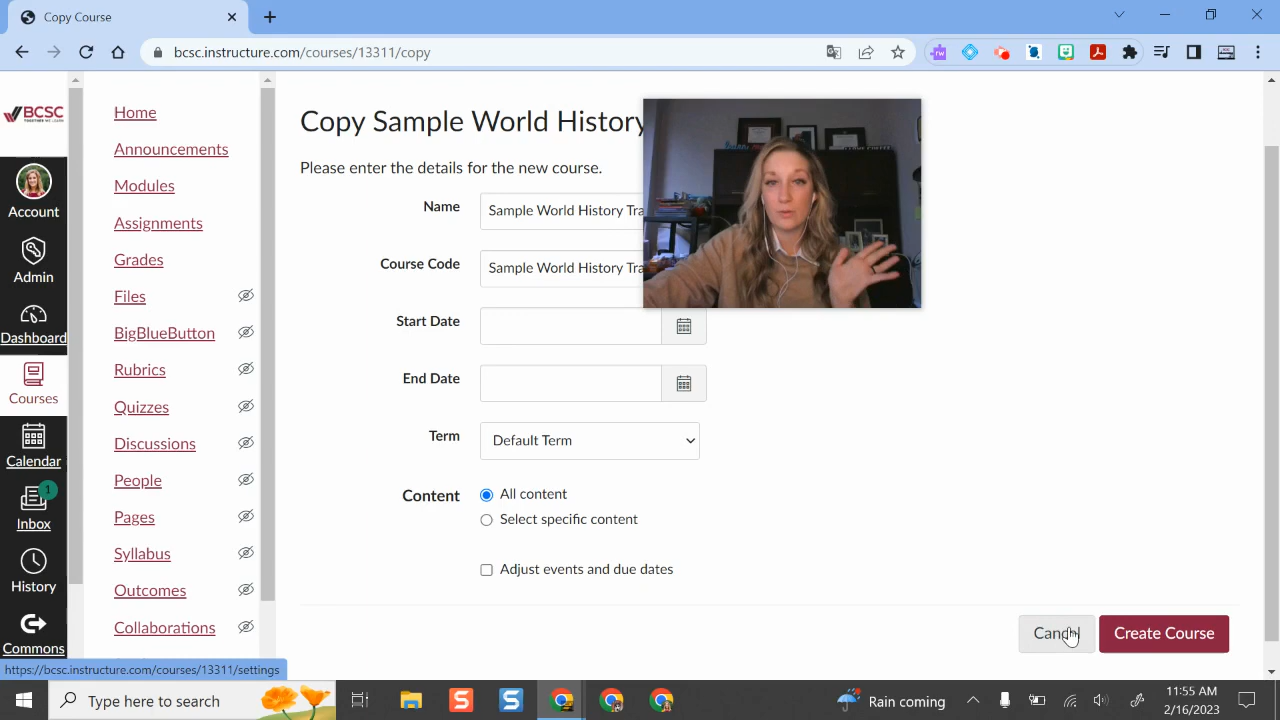 Copy Course
bcsc.instructure.com/courses/13311/copy
BCSC
TOGETHER WE LEARN
Account
Admin
Dashboard
Courses
Calendar
1
Inbox
History
Commons
Home
Announcements
Modules
Assignments
Grades
Files
BigBlueButton
Rubrics
Quizzes
Discussions
People
Pages
Syllabus
Outcomes
Collaborations
Copy Sample World History
Please enter the details for the new course.
Name
Sample World History Tra
Course Code
Sample World History Tra
Start Date
End Date
Term
Default Term
Content
All content
Select specific content
Adjust events and due dates
Cancel
Create Course
https://bcsc.instructure.com/courses/13311/settings
Type here to search
Rain coming
11:55 AM
2/16/2023